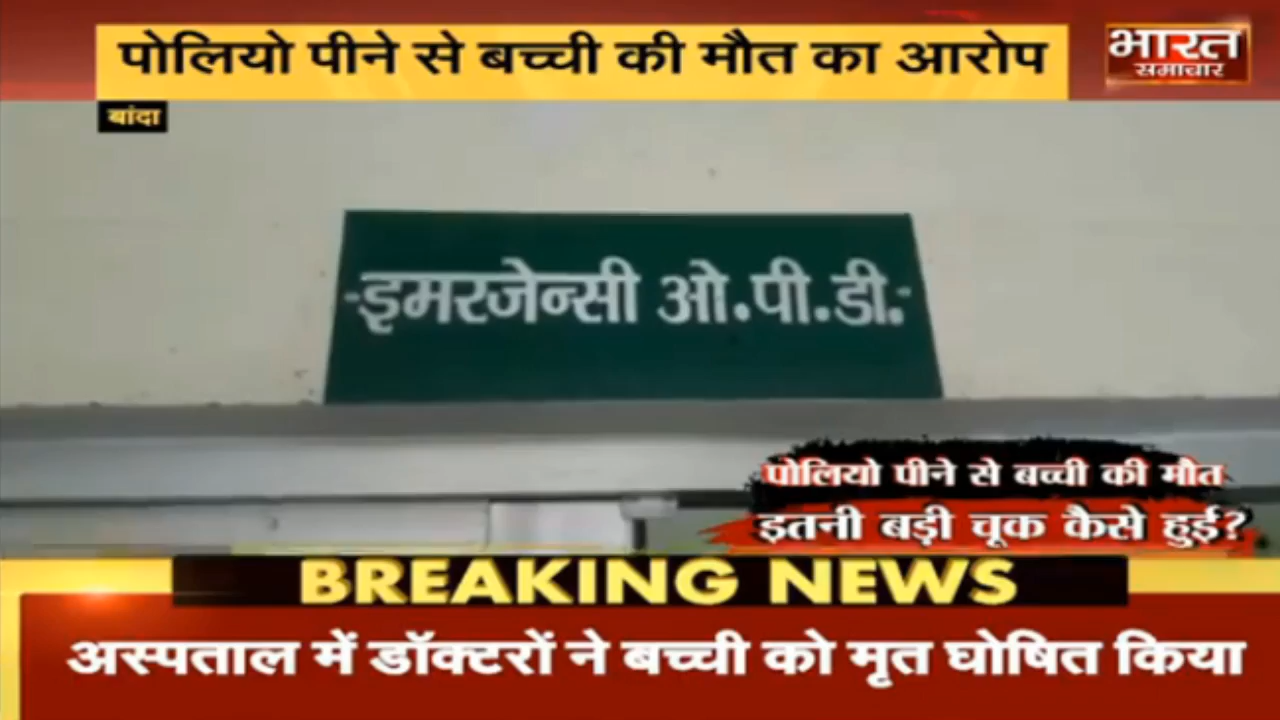 पोलियो पीने से बच्ची की मौत का आरोप
भारत
समाचार
बांदा
-इमरजेन्सी ओ.पी.डी.-
पोलियो पीने से बच्ची की मौत
इतनी बड़ी चूक कैसे हुई?
BREAKING NEWS
अस्पताल में डॉक्टरों ने बच्ची को मृत घोषित किया